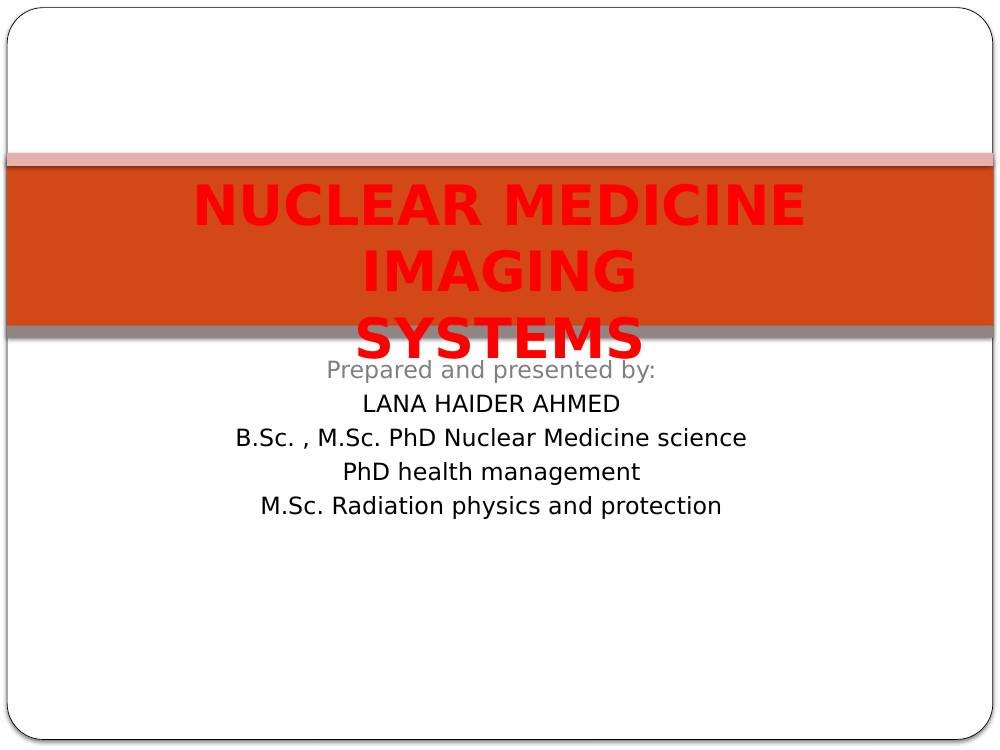 NUCLEAR MEDICINE
IMAGING
SYSTEMS
Prepared and presented by:
LANA HAIDER AHMED
B.Sc. , M.Sc. PhD Nuclear Medicine science
PhD health management
M.Sc. Radiation physics and protection